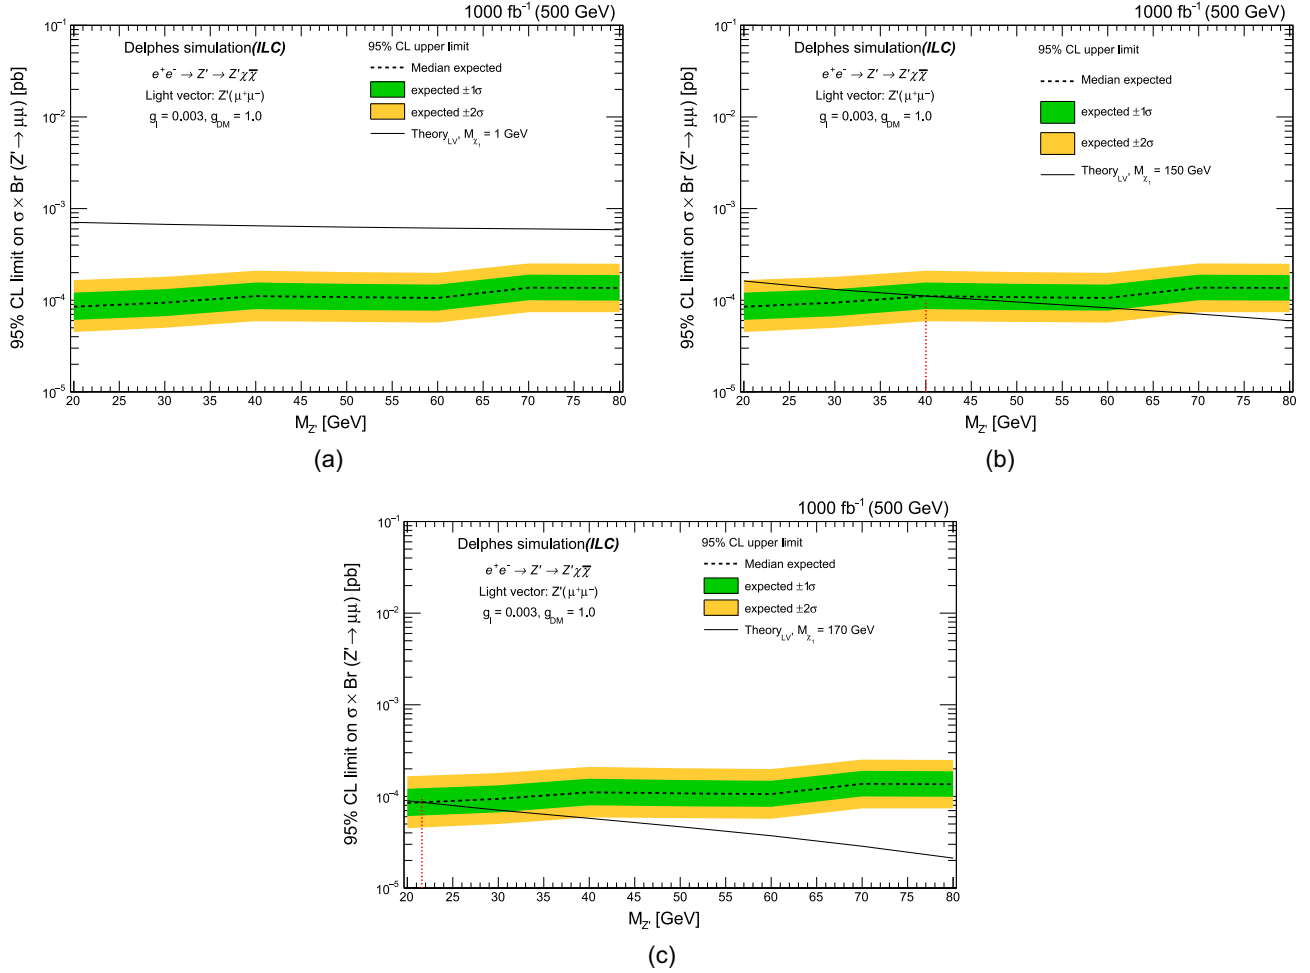 1000 fb⁻¹ (500 GeV)
95% CL limit on σ × Br (Z′ → μμ) [pb]
10⁻¹
10⁻²
10⁻³
10⁻⁴
10⁻⁵
Delphes simulation(ILC)
e⁺e⁻ → Z′ → Z′χχ̅
Light vector: Z′(μ⁺μ⁻)
gₗ = 0.003, g_DM = 1.0
95% CL upper limit
Median expected
expected ±1σ
expected ±2σ
Theory_LV, M_χ₁ = 1 GeV
20 25 30 35 40 45 50 55 60 65 70 75 80
M_Z′ [GeV]
(a)
1000 fb⁻¹ (500 GeV)
95% CL limit on σ × Br (Z′ → μμ) [pb]
10⁻¹
10⁻²
10⁻³
10⁻⁴
10⁻⁵
Delphes simulation(ILC)
e⁺e⁻ → Z′ → Z′χχ̅
Light vector: Z′(μ⁺μ⁻)
gₗ = 0.003, g_DM = 1.0
95% CL upper limit
Median expected
expected ±1σ
expected ±2σ
Theory_LV, M_χ₁ = 150 GeV
20 25 30 35 40 45 50 55 60 65 70 75 80
M_Z′ [GeV]
(b)
1000 fb⁻¹ (500 GeV)
95% CL limit on σ × Br (Z′ → μμ) [pb]
10⁻¹
10⁻²
10⁻³
10⁻⁴
10⁻⁵
Delphes simulation(ILC)
e⁺e⁻ → Z′ → Z′χχ̅
Light vector: Z′(μ⁺μ⁻)
gₗ = 0.003, g_DM = 1.0
95% CL upper limit
Median expected
expected ±1σ
expected ±2σ
Theory_LV, M_χ₁ = 170 GeV
20 25 30 35 40 45 50 55 60 65 70 75 80
M_Z′ [GeV]
(c)